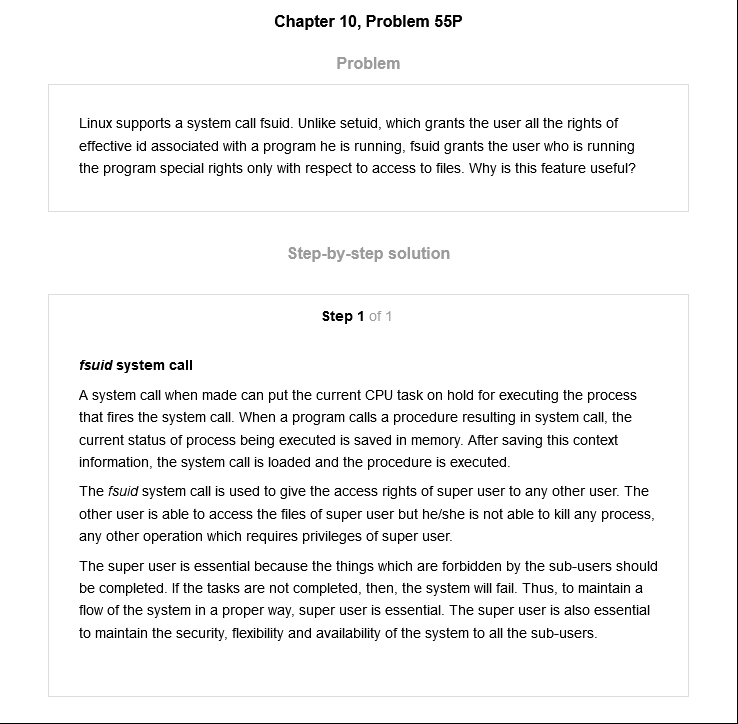 Chapter 10, Problem 55P
Problem
Linux supports a system call fsuid. Unlike setuid, which grants the user all the rights of
effective id associated with a program he is running, fsuid grants the user who is running
the program special rights only with respect to access to files. Why is this feature useful?
Step-by-step solution
Step 1 of 1
fsuid system call
A system call when made can put the current CPU task on hold for executing the process
that fires the system call. When a program calls a procedure resulting in system call, the
current status of process being executed is saved in memory. After saving this context
information, the system call is loaded and the procedure is executed.
The fsuid system call is used to give the access rights of super user to any other user. The
other user is able to access the files of super user but he/she is not able to kill any process,
any other operation which requires privileges of super user.
The super user is essential because the things which are forbidden by the sub-users should
be completed. If the tasks are not completed, then, the system will fail. Thus, to maintain a
flow of the system in a proper way, super user is essential. The super user is also essential
to maintain the security, flexibility and availability of the system to all the sub-users.